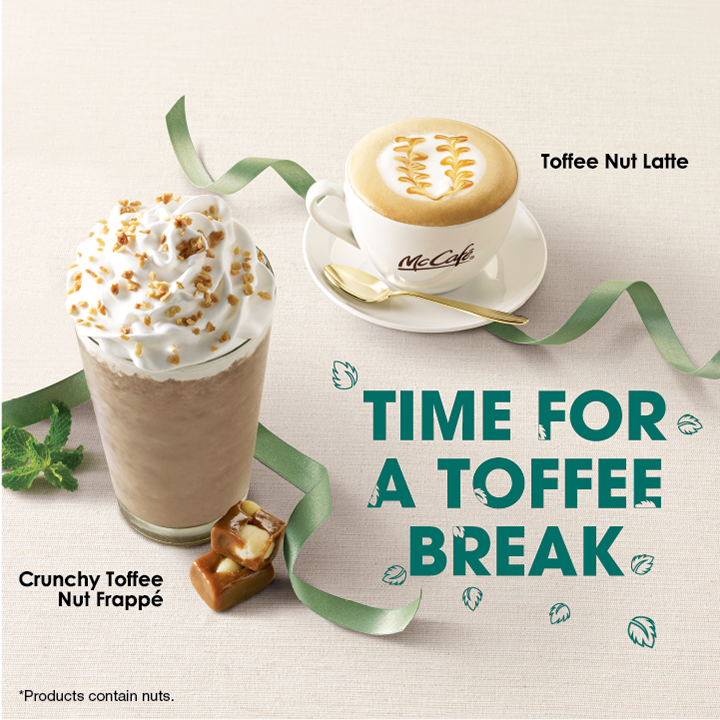 Toffee Nut Latte
McCafé®
TIME FOR
A TOFFEE
BREAK
Crunchy Toffee
Nut Frappé
*Products contain nuts.